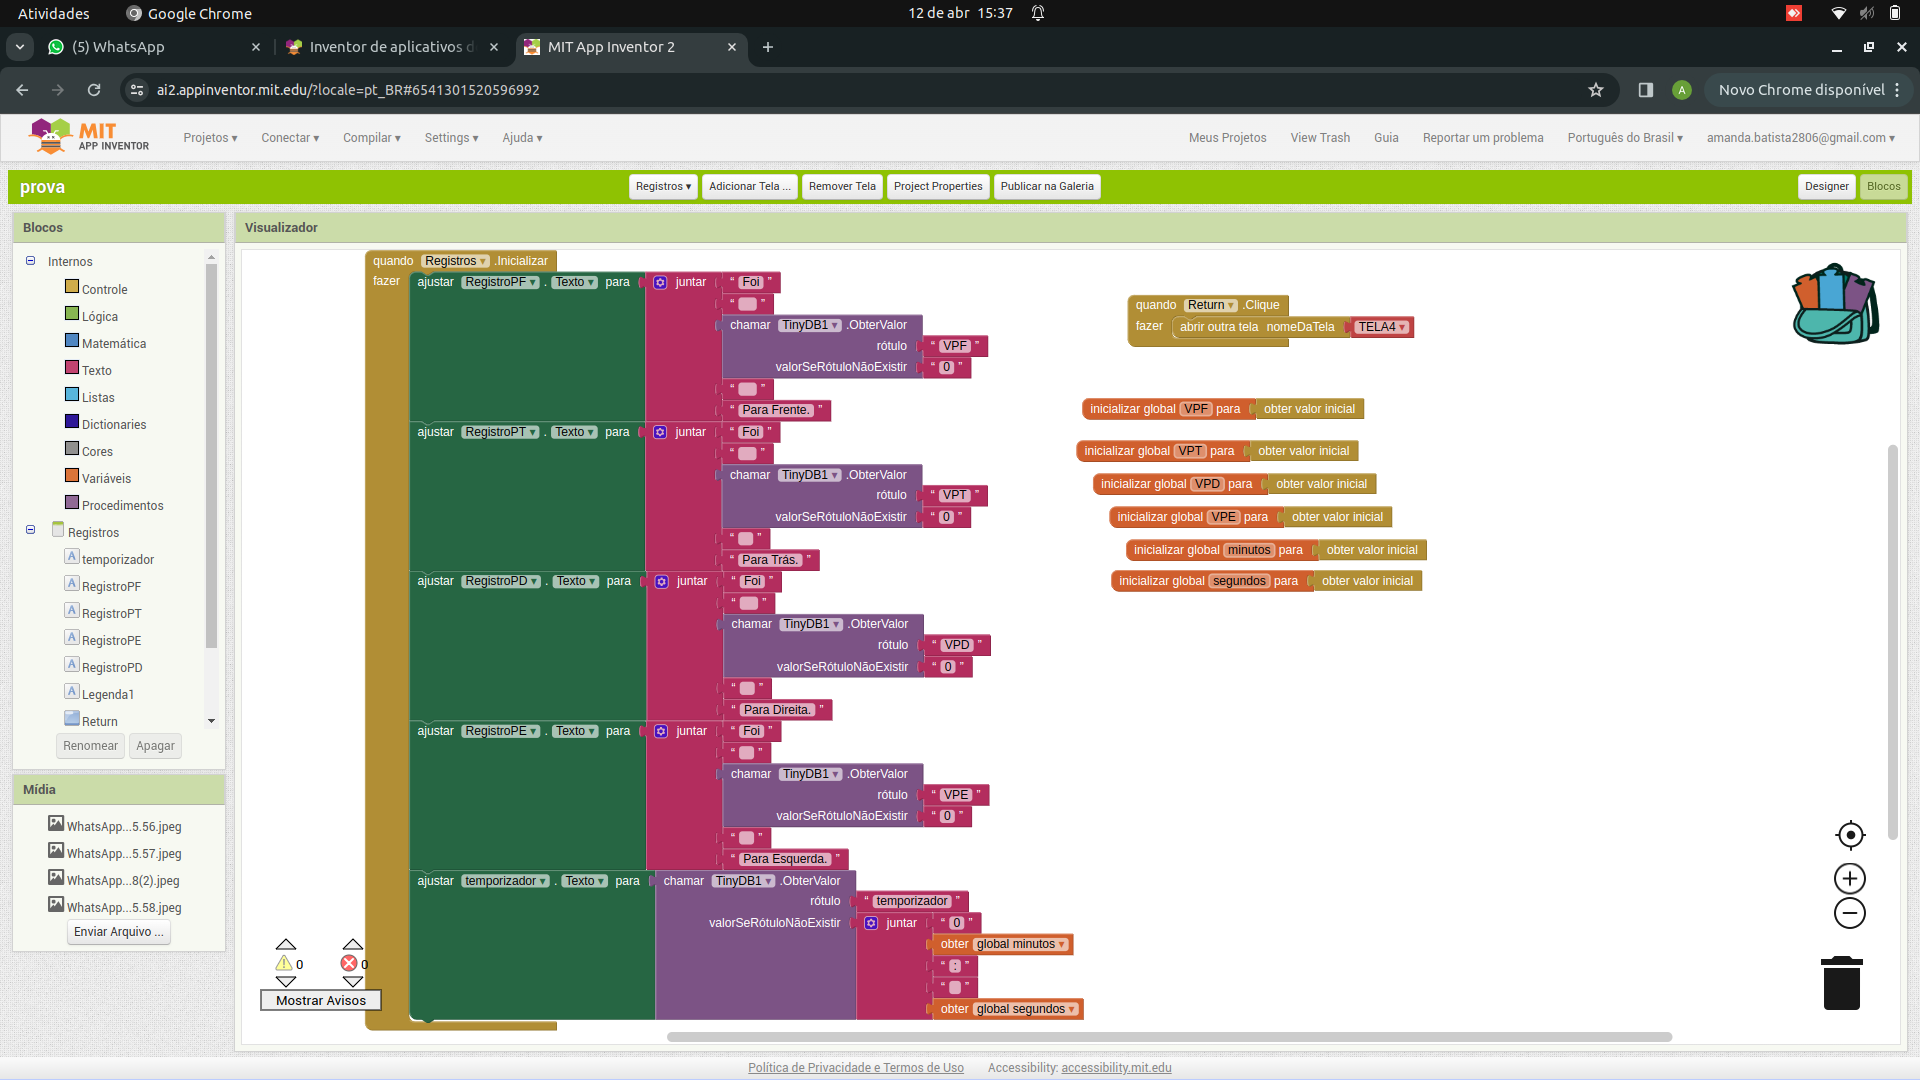 Atividades
Google Chrome
12 de abr 15:37
(5) WhatsApp
Inventor de aplicativos d
MIT App Inventor 2
ai2.appinventor.mit.edu/?locale=pt_BR#6541301520596992
A
Novo Chrome disponível
MIT
APP INVENTOR
Projetos
Conectar
Compilar
Settings
Ajuda
Meus Projetos
View Trash
Guia
Reportar um problema
Português do Brasil
amanda.batista2806@gmail.com
prova
Registros
Adicionar Tela ...
Remover Tela
Project Properties
Publicar na Galeria
Designer
Blocos
Blocos
Internos
Controle
Lógica
Matemática
Texto
Listas
Dictionaries
Cores
Variáveis
Procedimentos
Registros
A temporizador
A RegistroPF
A RegistroPT
A RegistroPE
A RegistroPD
A Legenda1
Return
Renomear
Apagar
Mídia
WhatsApp...5.56.jpeg
WhatsApp...5.57.jpeg
WhatsApp...8(2).jpeg
WhatsApp...5.58.jpeg
Enviar Arquivo ...
Visualizador
quando Registros .Inicializar
fazer ajustar RegistroPF . Texto para juntar “ Foi ”
“ ”
chamar TinyDB1 .ObterValor
rótulo “ VPF ”
valorSeRótuloNãoExistir “ 0 ”
“ ”
“ Para Frente. ”
ajustar RegistroPT . Texto para juntar “ Foi ”
“ ”
chamar TinyDB1 .ObterValor
rótulo “ VPT ”
valorSeRótuloNãoExistir “ 0 ”
“ ”
“ Para Trás. ”
ajustar RegistroPD . Texto para juntar “ Foi ”
“ ”
chamar TinyDB1 .ObterValor
rótulo “ VPD ”
valorSeRótuloNãoExistir “ 0 ”
“ ”
“ Para Direita. ”
ajustar RegistroPE . Texto para juntar “ Foi ”
“ ”
chamar TinyDB1 .ObterValor
rótulo “ VPE ”
valorSeRótuloNãoExistir “ 0 ”
“ ”
“ Para Esquerda. ”
ajustar temporizador . Texto para chamar TinyDB1 .ObterValor
rótulo “ temporizador ”
valorSeRótuloNãoExistir juntar “ 0 ”
obter global minutos
“ : ”
“ ”
obter global segundos
quando Return .Clique
fazer abrir outra tela nomeDaTela TELA4
inicializar global VPF para obter valor inicial
inicializar global VPT para obter valor inicial
inicializar global VPD para obter valor inicial
inicializar global VPE para obter valor inicial
inicializar global minutos para obter valor inicial
inicializar global segundos para obter valor inicial
0
0
Mostrar Avisos
Política de Privacidade e Termos de Uso
Accessibility: accessibility.mit.edu